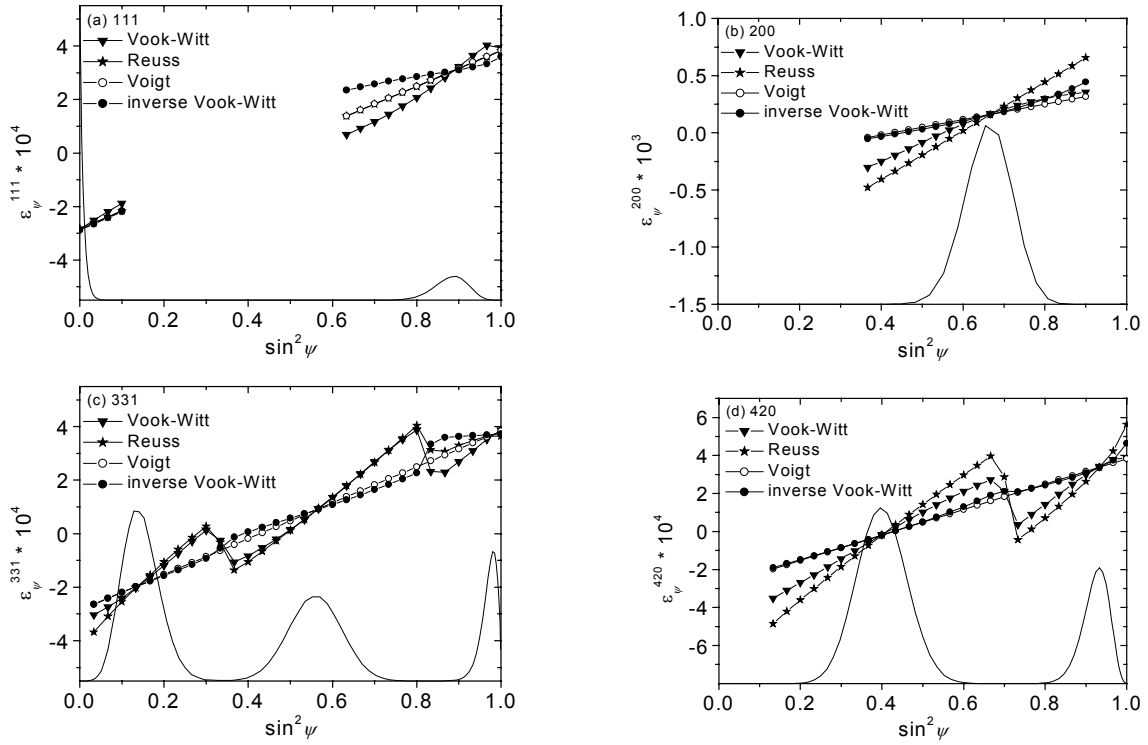 (a) 111
Vook-Witt
Reuss
Voigt
inverse Vook-Witt
4
2
0
-2
-4
ε_ψ^111 * 10^4
0.0 0.2 0.4 0.6 0.8 1.0
sin^2 ψ
(b) 200
Vook-Witt
Reuss
Voigt
inverse Vook-Witt
1.0
0.5
0.0
-0.5
-1.0
-1.5
ε_ψ^200 * 10^3
0.0 0.2 0.4 0.6 0.8 1.0
sin^2 ψ
(c) 331
Vook-Witt
Reuss
Voigt
inverse Vook-Witt
4
2
0
-2
-4
ε_ψ^331 * 10^4
0.0 0.2 0.4 0.6 0.8 1.0
sin^2 ψ
(d) 420
Vook-Witt
Reuss
Voigt
inverse Vook-Witt
6
4
2
0
-2
-4
-6
ε_ψ^420 * 10^4
0.0 0.2 0.4 0.6 0.8 1.0
sin^2 ψ